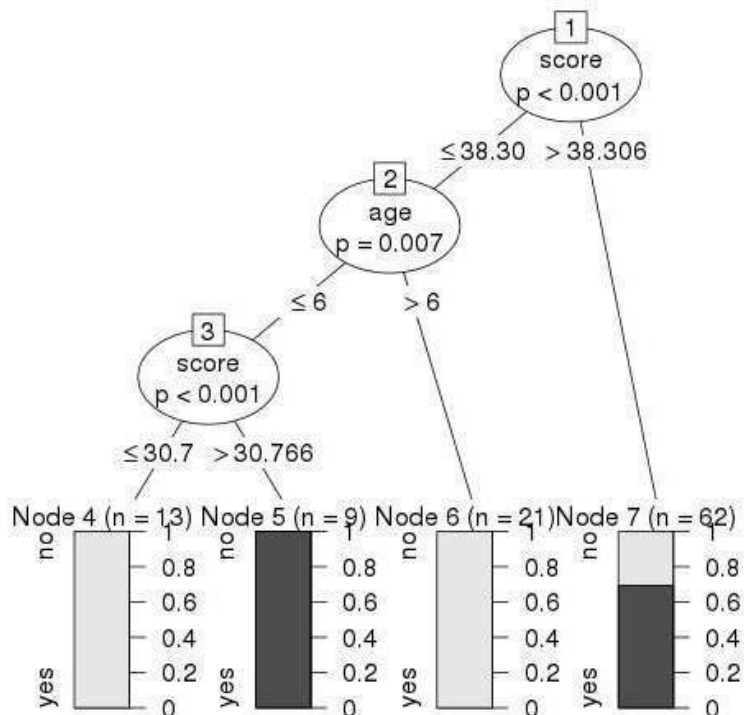 1
score
p < 0.001
≤ 38.30 > 38.306
2
age
p = 0.007
≤ 6 > 6
3
score
p < 0.001
≤ 30.7 > 30.766
Node 4 (n = 13) Node 5 (n = 9) Node 6 (n = 21) Node 7 (n = 62)
no 1 no 1 no 1 no 1
0.8 0.8 0.8 0.8
0.6 0.6 0.6 0.6
0.4 0.4 0.4 0.4
yes 0.2 yes 0.2 yes 0.2 yes 0.2
0 0 0 0